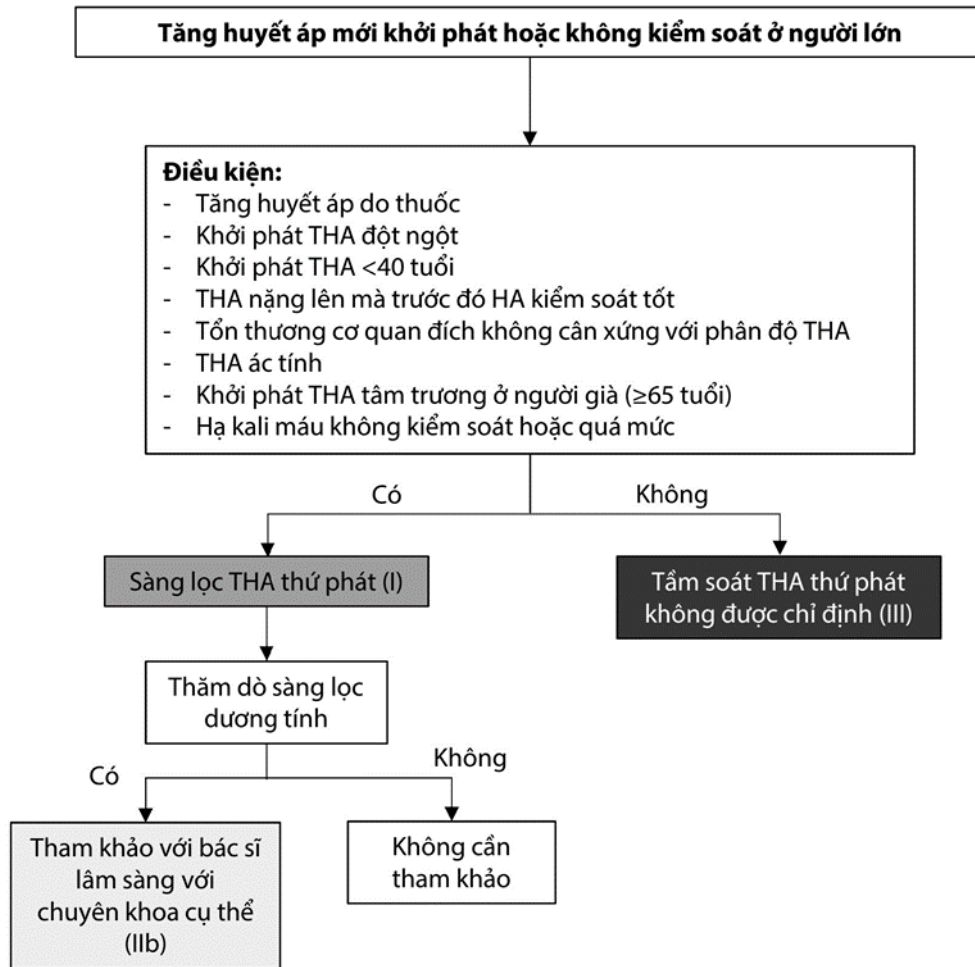 Tăng huyết áp mới khởi phát hoặc không kiểm soát ở người lớn
Điều kiện:
- Tăng huyết áp do thuốc
- Khởi phát THA đột ngột
- Khởi phát THA <40 tuổi
- THA nặng lên mà trước đó HA kiểm soát tốt
- Tổn thương cơ quan đích không cân xứng với phân độ THA
- THA ác tính
- Khởi phát THA tâm trương ở người già (≥65 tuổi)
- Hạ kali máu không kiểm soát hoặc quá mức
Có
Không
Sàng lọc THA thứ phát (I)
Tầm soát THA thứ phát
không được chỉ định (III)
Thăm dò sàng lọc
dương tính
Có
Không
Tham khảo với bác sĩ
lâm sàng với
chuyên khoa cụ thể
(IIb)
Không cần
tham khảo